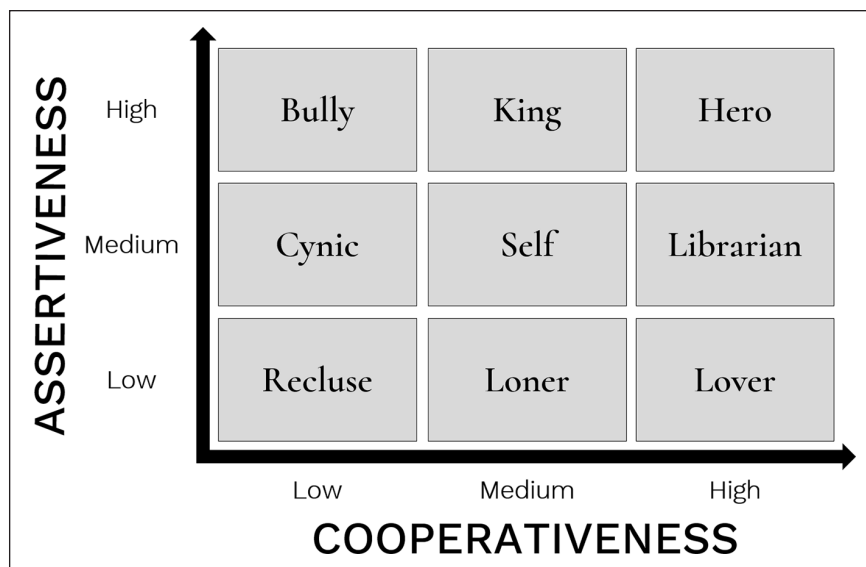 ASSERTIVENESS
High
Bully
King
Hero
Medium
Cynic
Self
Librarian
Low
Recluse
Loner
Lover
Low
Medium
High
COOPERATIVENESS